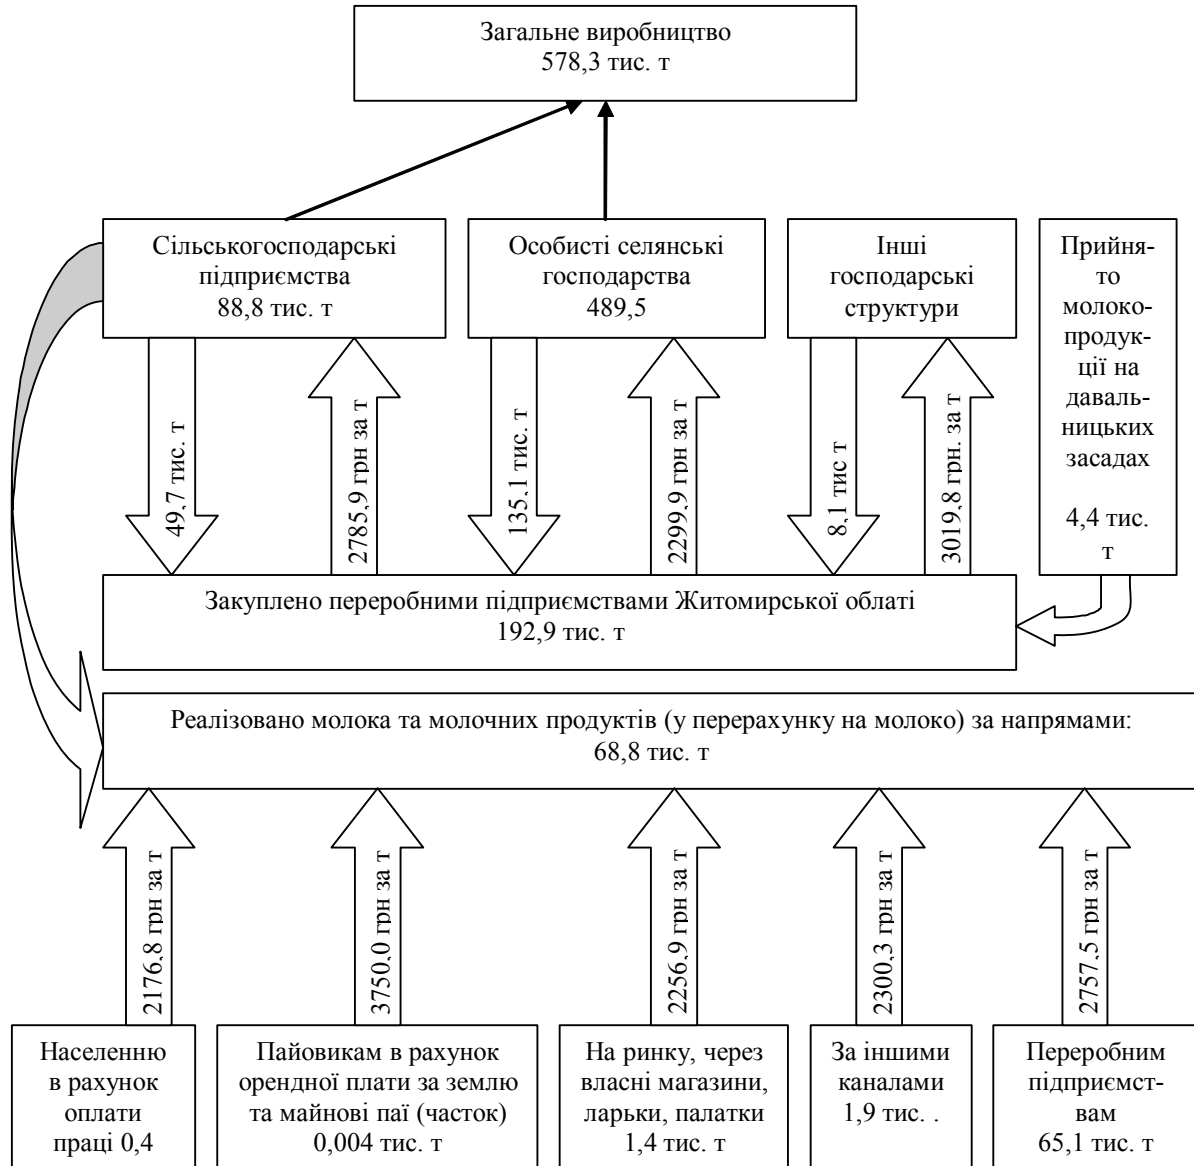 Загальне виробництво
578,3 тис. т
Сільськогосподарські
підприємства
88,8 тис. т
Особисті селянські
господарства
489,5
Інші
господарські
структури
Прийня-
то
молоко-
продук-
ції на
даваль-
ницьких
засадах
4,4 тис.
т
49,7 тис. т
2785,9 грн за т
135,1 тис. т
2299,9 грн за т
8,1 тис т
3019,8 грн. за т
Закуплено переробними підприємствами Житомирської облаті
192,9 тис. т
Реалізовано молока та молочних продуктів (у перерахунку на молоко) за напрямами:
68,8 тис. т
2176,8 грн за т
3750,0 грн за т
2256,9 грн за т
2300,3 грн за т
2757,5 грн за т
Населенню
в рахунок
оплати
праці 0,4
Пайовикам в рахунок
орендної плати за землю
та майнові паї (часток)
0,004 тис. т
На ринку, через
власні магазини,
ларьки, палатки
1,4 тис. т
За іншими
каналами
1,9 тис. .
Переробним
підприємст-
вам
65,1 тис. т